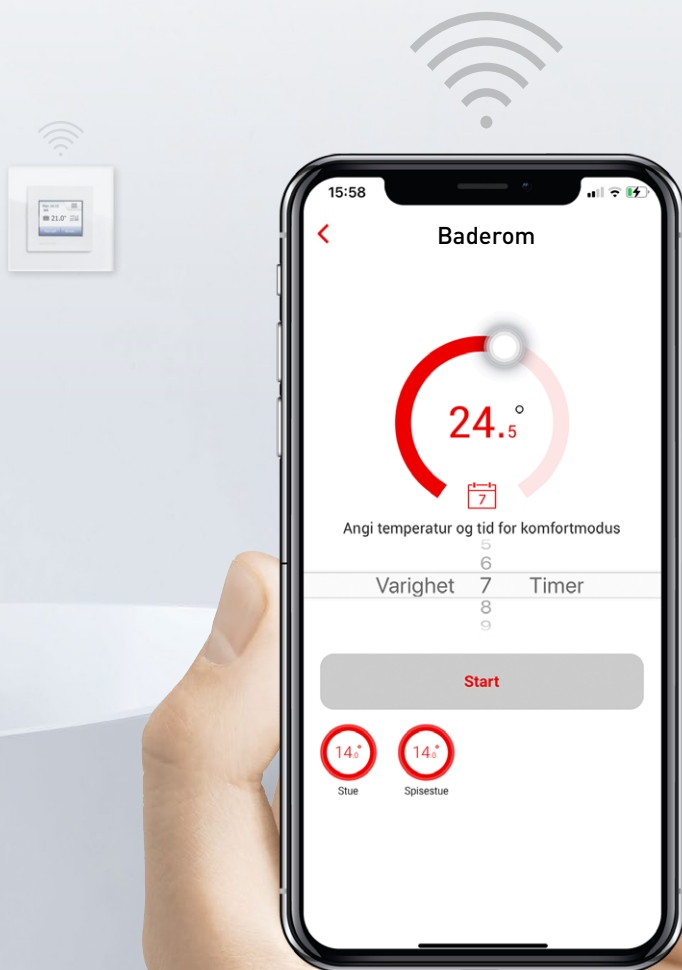 21.0°
15:58
Baderom
24.5°
7
Angi temperatur og tid for komfortmodus
5
6
Varighet 7 Timer
8
9
Start
14.0° 14.0°
Stue Spisestue